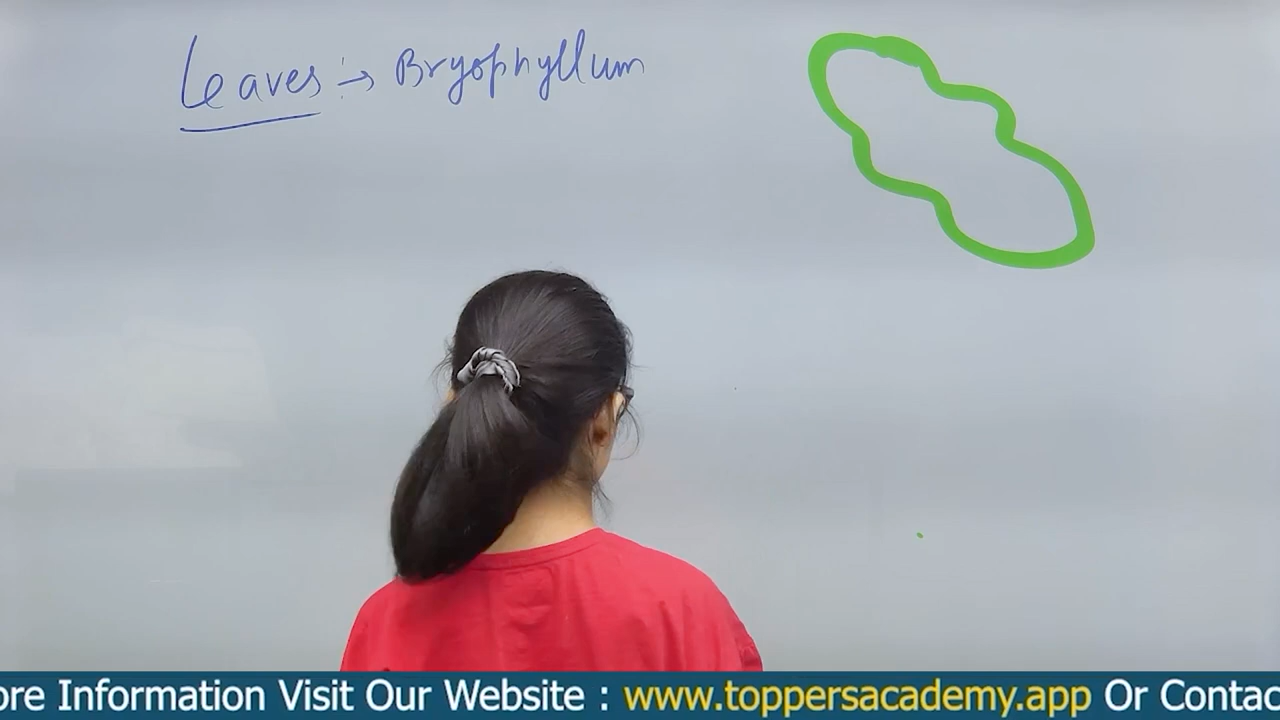 Leaves :→ Bryophyllum
ore Information Visit Our Website : www.toppersacademy.app Or Contac